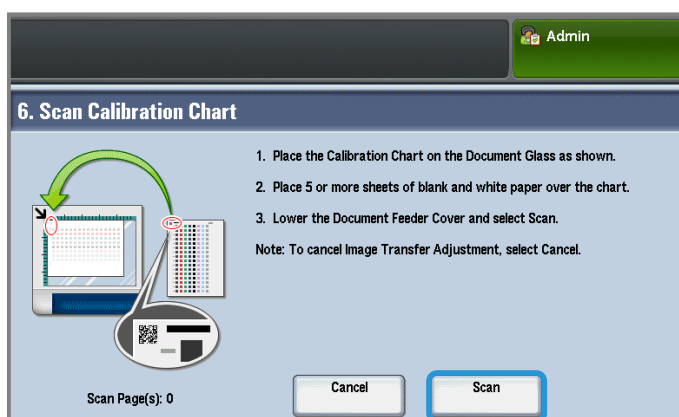 Admin
6. Scan Calibration Chart
1. Place the Calibration Chart on the Document Glass as shown.
2. Place 5 or more sheets of blank and white paper over the chart.
3. Lower the Document Feeder Cover and select Scan.
Note: To cancel Image Transfer Adjustment, select Cancel.
Scan Page(s): 0
Cancel
Scan